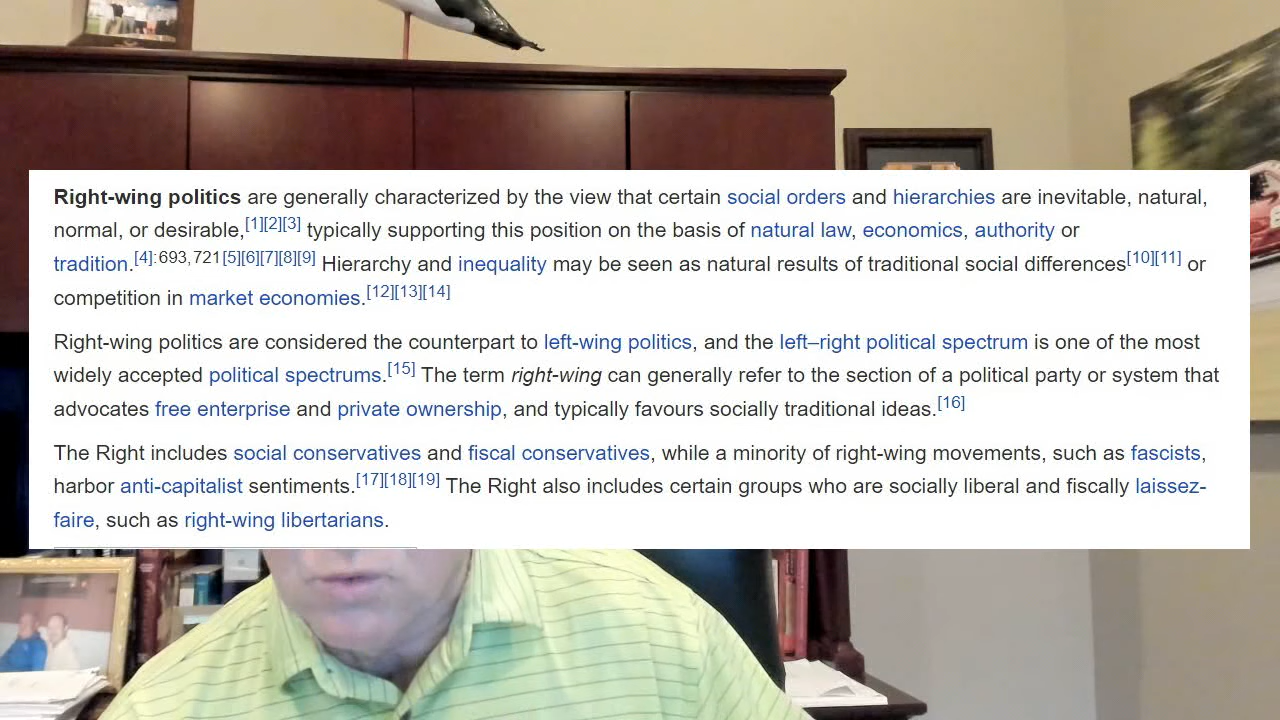 Right-wing politics are generally characterized by the view that certain social orders and hierarchies are inevitable, natural,
normal, or desirable,[1][2][3] typically supporting this position on the basis of natural law, economics, authority or
tradition.[4]:693,721[5][6][7][8][9] Hierarchy and inequality may be seen as natural results of traditional social differences[10][11] or
competition in market economies.[12][13][14]
Right-wing politics are considered the counterpart to left-wing politics, and the left–right political spectrum is one of the most
widely accepted political spectrums.[15] The term right-wing can generally refer to the section of a political party or system that
advocates free enterprise and private ownership, and typically favours socially traditional ideas.[16]
The Right includes social conservatives and fiscal conservatives, while a minority of right-wing movements, such as fascists,
harbor anti-capitalist sentiments.[17][18][19] The Right also includes certain groups who are socially liberal and fiscally laissez-
faire, such as right-wing libertarians.